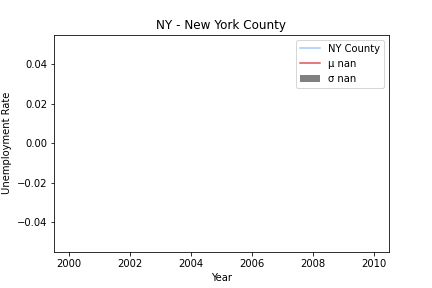 NY - New York County
NY County
μ nan
σ nan
0.04
0.02
0.00
−0.02
−0.04
Unemployment Rate
2000 2002 2004 2006 2008 2010
Year